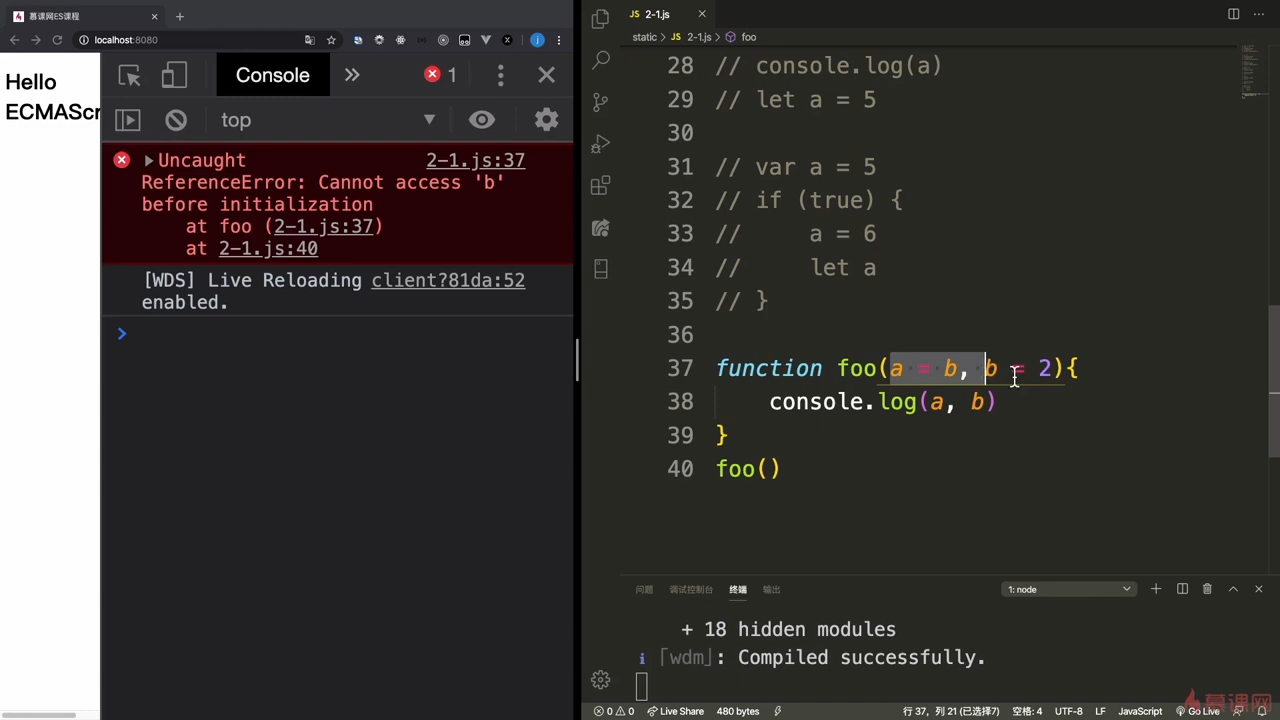 慕课网ES课程
localhost:8080
Hello
ECMAScr
Console
1
top
Uncaught 2-1.js:37
ReferenceError: Cannot access 'b'
before initialization
at foo (2-1.js:37)
at 2-1.js:40
[WDS] Live Reloading client?81da:52
enabled.
JS 2-1.js
static › JS 2-1.js › foo
28 // console.log(a)
29 // let a = 5
30
31 // var a = 5
32 // if (true) {
33 //     a = 6
34 //     let a
35 // }
36
37 function foo(a = b, b = 2){
38     console.log(a, b)
39 }
40 foo()
问题 调试控制台 终端 输出 1: node
+ 18 hidden modules
ℹ ｢wdm｣: Compiled successfully.
0 0 Live Share 480 bytes 行 37，列 21 (已选择7) 空格: 4 UTF-8 LF JavaScript Go Live
慕课网